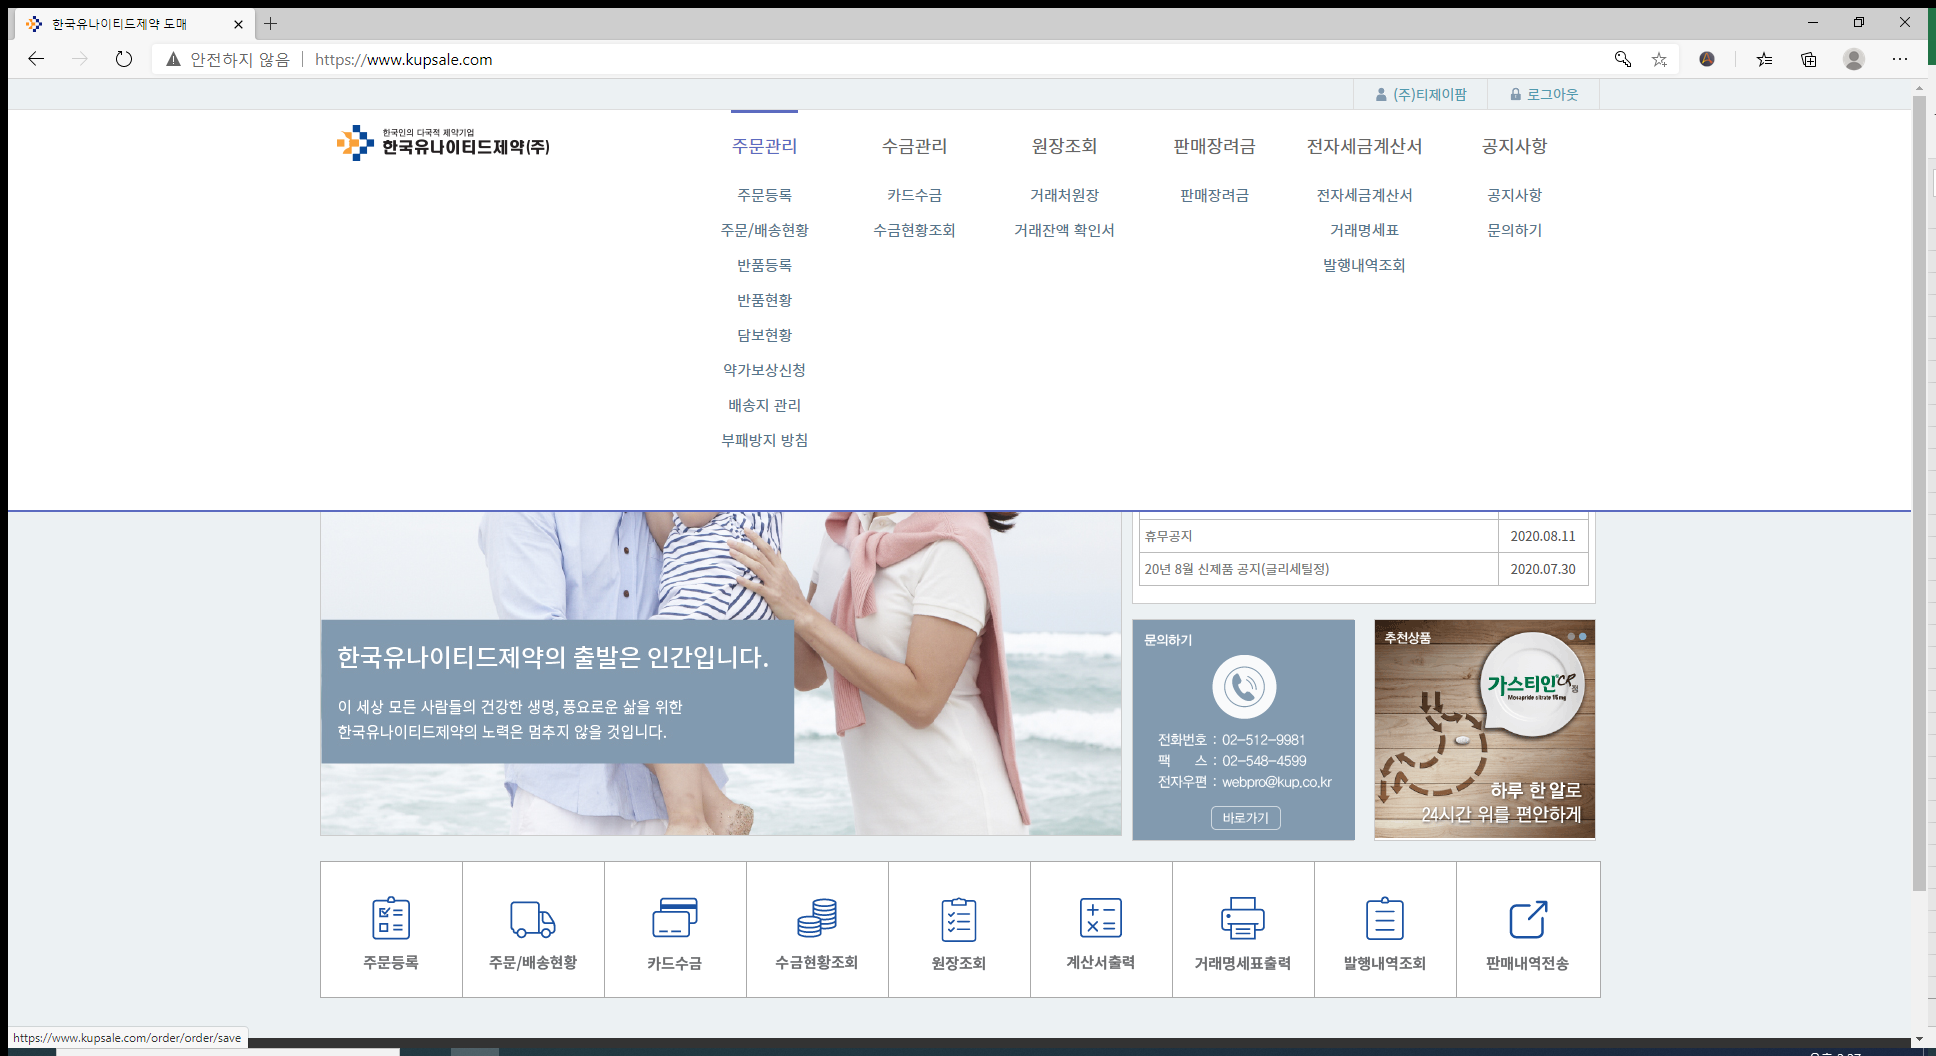 한국유나이티드제약 도매
안전하지 않음 https://www.kupsale.com
(주)티제이팜 로그아웃
한국인의 다국적 제약기업
한국유나이티드제약(주)
주문관리 수금관리 원장조회 판매장려금 전자세금계산서 공지사항
주문등록 카드수금 거래처원장 판매장려금 전자세금계산서 공지사항
주문/배송현황 수금현황조회 거래잔액 확인서 거래명세표 문의하기
반품등록 발행내역조회
반품현황
담보현황
약가보상신청
배송지 관리
부패방지 방침
휴무공지 2020.08.11
20년 8월 신제품 공지(글리세틸정) 2020.07.30
한국유나이티드제약의 출발은 인간입니다.
이 세상 모든 사람들의 건강한 생명, 풍요로운 삶을 위한
한국유나이티드제약의 노력은 멈추지 않을 것입니다.
문의하기
전화번호 : 02-512-9981
팩 스 : 02-548-4599
전자우편 : webpro@kup.co.kr
바로가기
추천상품
가스티인CR정
Mosapride citrate 15mg
하루 한 알로
24시간 위를 편안하게
주문등록 주문/배송현황 카드수금 수금현황조회 원장조회 계산서출력 거래명세표출력 발행내역조회 판매내역전송
https://www.kupsale.com/order/order/save